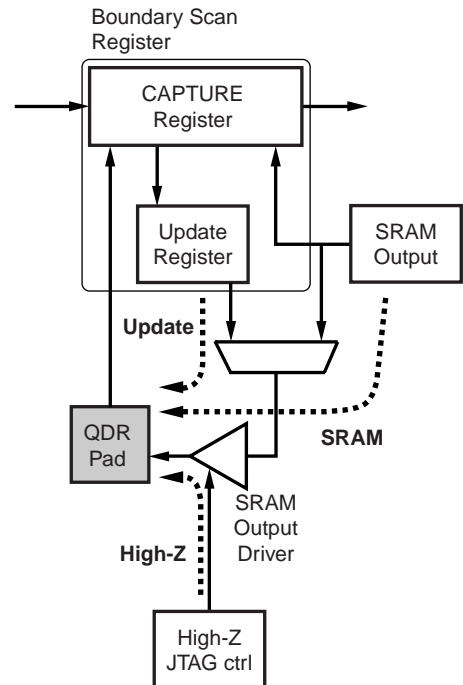 Boundary Scan
Register
CAPTURE
Register
Update
Register
SRAM
Output
Update
SRAM
QDR
Pad
SRAM
Output
Driver
High-Z
High-Z
JTAG ctrl